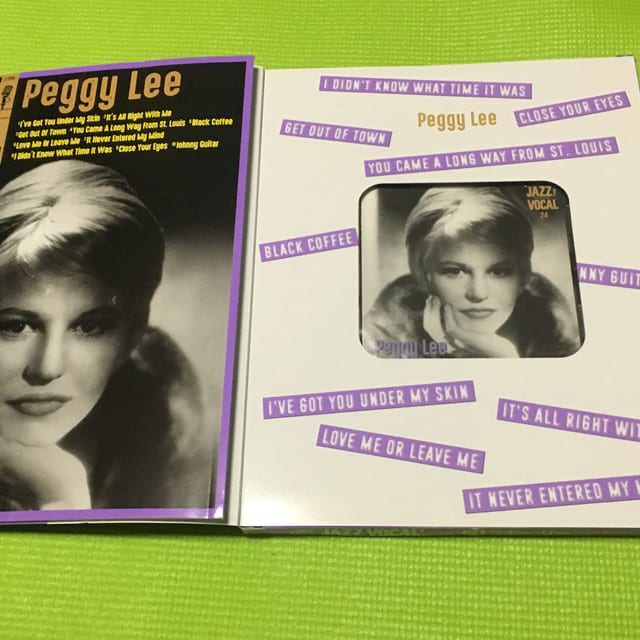 Peggy Lee
*I've Got You Under My Skin *It's All Right With Me
*Get Out Of Town *You Came A Long Way From St. Louis *Black Coffee
*Love Me Or Leave Me *It Never Entered My Mind
*I Didn't Know What Time It Was *Close Your Eyes *Johnny Guitar
I DIDN'T KNOW WHAT TIME IT WAS
Peggy Lee
CLOSE YOUR EYES
GET OUT OF TOWN
YOU CAME A LONG WAY FROM ST. LOUIS
JAZZ
VOCAL
24
BLACK COFFEE
NNY GUIT
Peggy Lee
I'VE GOT YOU UNDER MY SKIN
IT'S ALL RIGHT WIT
LOVE ME OR LEAVE ME
IT NEVER ENTERED MY
JAZZ VOCAL